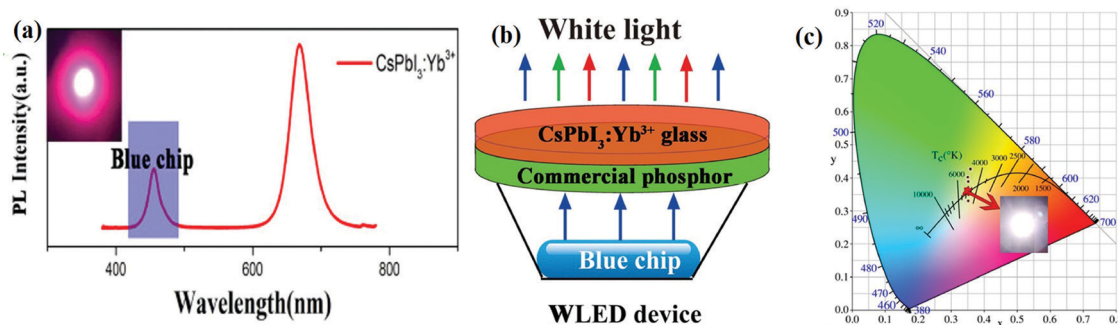 (a)
PL Intensity(a.u.)
CsPbI₃:Yb³⁺
Blue chip
400
600
800
Wavelength(nm)
(b)
White light
CsPbI₃:Yb³⁺ glass
Commercial phosphor
Blue chip
WLED device
(c)
y
0.9
0.8
0.7
0.6
0.5
0.4
0.3
0.2
0.1
0.0
0.0 0.1 0.2 0.3 0.4 0.5 0.6 0.7
x
520
540
560
580
600
620
700
500
490
480
470
460
380
T_C(°K)
∞
10000
6000
4000
3000
2500
2000
1500